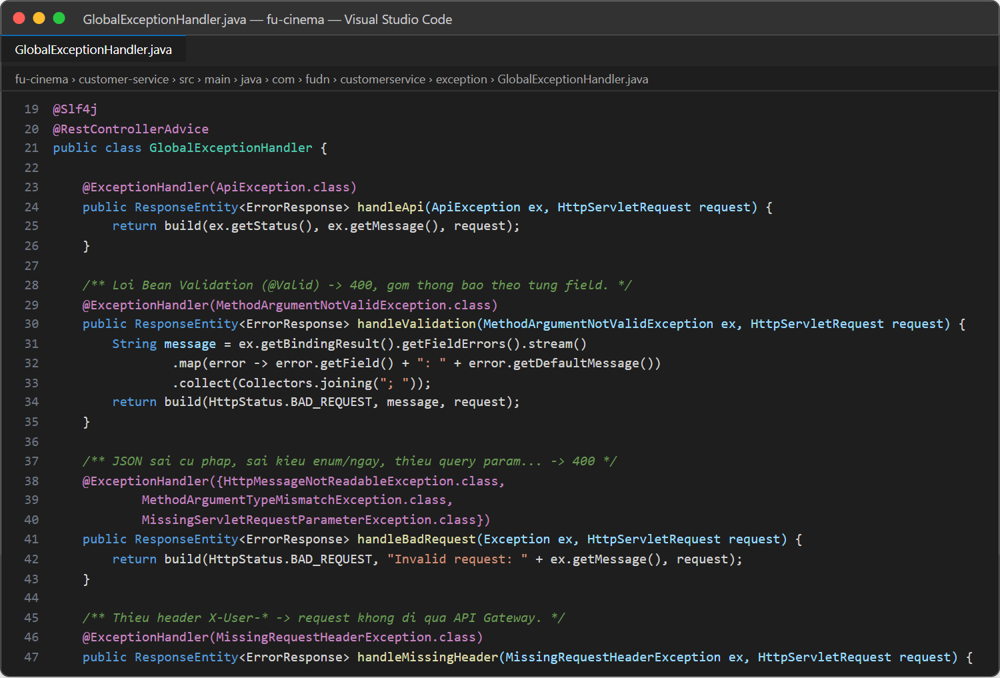 GlobalExceptionHandler.java — fu-cinema — Visual Studio Code
GlobalExceptionHandler.java
fu-cinema › customer-service › src › main › java › com › fudn › customerservice › exception › GlobalExceptionHandler.java
19 @Slf4j
20 @RestControllerAdvice
21 public class GlobalExceptionHandler {
22
23     @ExceptionHandler(ApiException.class)
24     public ResponseEntity<ErrorResponse> handleApi(ApiException ex, HttpServletRequest request) {
25         return build(ex.getStatus(), ex.getMessage(), request);
26     }
27
28     /** Loi Bean Validation (@Valid) -> 400, gom thong bao theo tung field. */
29     @ExceptionHandler(MethodArgumentNotValidException.class)
30     public ResponseEntity<ErrorResponse> handleValidation(MethodArgumentNotValidException ex, HttpServletRequest request) {
31         String message = ex.getBindingResult().getFieldErrors().stream()
32                 .map(error -> error.getField() + ": " + error.getDefaultMessage())
33                 .collect(Collectors.joining("; "));
34         return build(HttpStatus.BAD_REQUEST, message, request);
35     }
36
37     /** JSON sai cu phap, sai kieu enum/ngay, thieu query param... -> 400 */
38     @ExceptionHandler({HttpMessageNotReadableException.class,
39             MethodArgumentTypeMismatchException.class,
40             MissingServletRequestParameterException.class})
41     public ResponseEntity<ErrorResponse> handleBadRequest(Exception ex, HttpServletRequest request) {
42         return build(HttpStatus.BAD_REQUEST, "Invalid request: " + ex.getMessage(), request);
43     }
44
45     /** Thieu header X-User-* -> request khong di qua API Gateway. */
46     @ExceptionHandler(MissingRequestHeaderException.class)
47     public ResponseEntity<ErrorResponse> handleMissingHeader(MissingRequestHeaderException ex, HttpServletRequest request) {